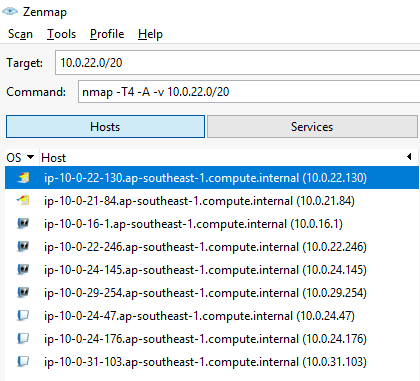 Zenmap
Scan Tools Profile Help
Target: 10.0.22.0/20
Command: nmap -T4 -A -v 10.0.22.0/20
Hosts Services
OS Host
ip-10-0-22-130.ap-southeast-1.compute.internal (10.0.22.130)
ip-10-0-21-84.ap-southeast-1.compute.internal (10.0.21.84)
ip-10-0-16-1.ap-southeast-1.compute.internal (10.0.16.1)
ip-10-0-22-246.ap-southeast-1.compute.internal (10.0.22.246)
ip-10-0-24-145.ap-southeast-1.compute.internal (10.0.24.145)
ip-10-0-29-254.ap-southeast-1.compute.internal (10.0.29.254)
ip-10-0-24-47.ap-southeast-1.compute.internal (10.0.24.47)
ip-10-0-24-176.ap-southeast-1.compute.internal (10.0.24.176)
ip-10-0-31-103.ap-southeast-1.compute.internal (10.0.31.103)